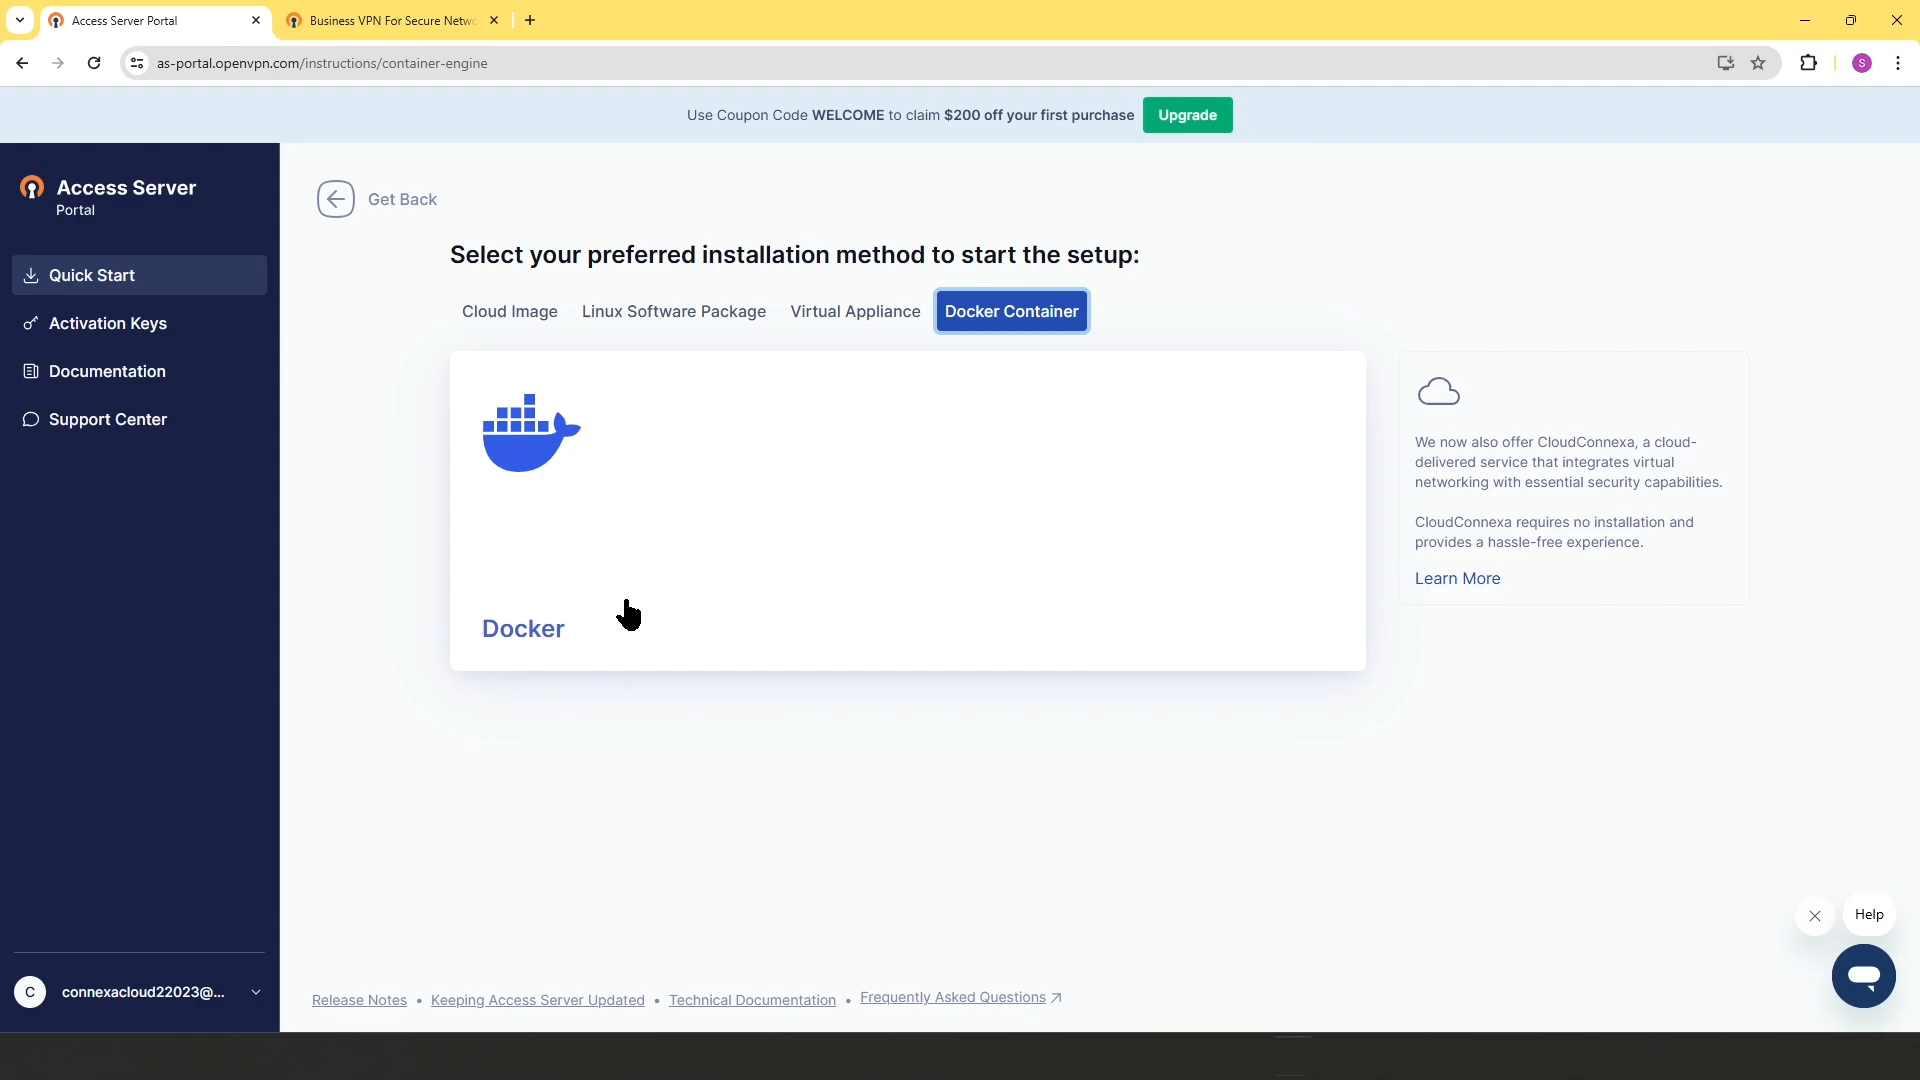 Access Server Portal
Business VPN For Secure Netwo
as-portal.openvpn.com/instructions/container-engine
Use Coupon Code WELCOME to claim $200 off your first purchase
Upgrade
Access Server
Portal
Quick Start
Activation Keys
Documentation
Support Center
Get Back
Select your preferred installation method to start the setup:
Cloud Image
Linux Software Package
Virtual Appliance
Docker Container
Docker
We now also offer CloudConnexa, a cloud-
delivered service that integrates virtual
networking with essential security capabilities.
CloudConnexa requires no installation and
provides a hassle-free experience.
Learn More
Help
C
connexacloud22023@...
Release Notes • Keeping Access Server Updated • Technical Documentation • Frequently Asked Questions
S